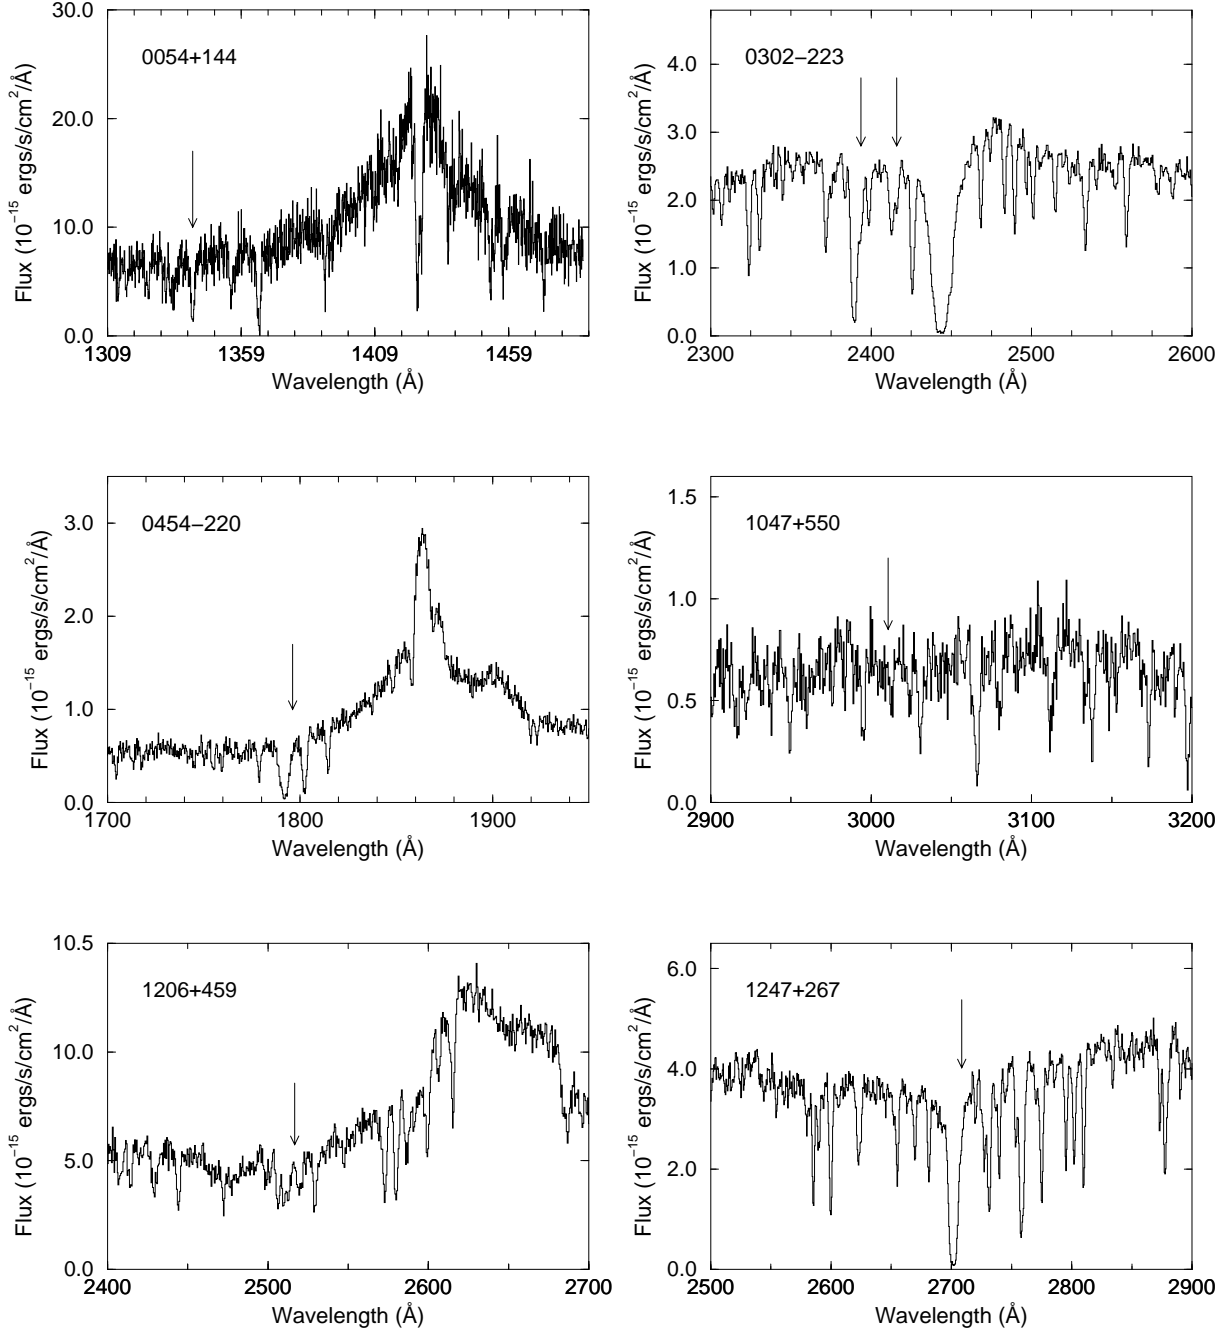 30.0
20.0
10.0
0.0
Flux (10⁻¹⁵ ergs/s/cm²/Å)
0054+144
1309 1359 1409 1459
Wavelength (Å)
4.0
3.0
2.0
1.0
0.0
Flux (10⁻¹⁵ ergs/s/cm²/Å)
0302−223
2300 2400 2500 2600
Wavelength (Å)
3.0
2.0
1.0
0.0
Flux (10⁻¹⁵ ergs/s/cm²/Å)
0454−220
1700 1800 1900
Wavelength (Å)
1.5
1.0
0.5
0.0
Flux (10⁻¹⁵ ergs/s/cm²/Å)
1047+550
2900 3000 3100 3200
Wavelength (Å)
10.5
10.0
5.0
0.0
Flux (10⁻¹⁵ ergs/s/cm²/Å)
1206+459
2400 2500 2600 2700
Wavelength (Å)
6.0
4.0
2.0
0.0
Flux (10⁻¹⁵ ergs/s/cm²/Å)
1247+267
2500 2600 2700 2800 2900
Wavelength (Å)